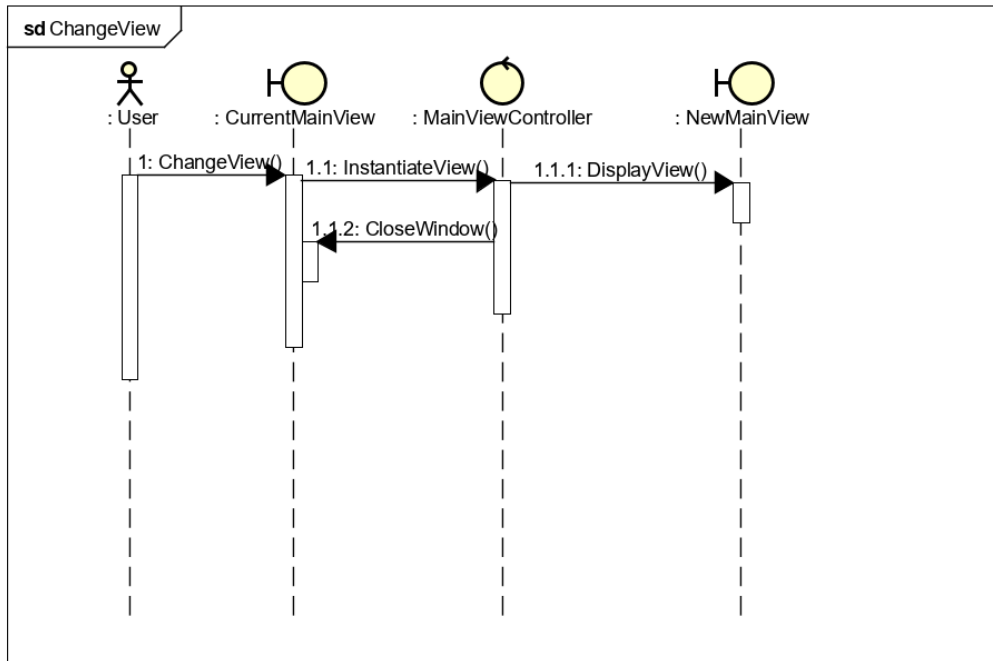 sd ChangeView
: User
: CurrentMainView
: MainViewController
: NewMainView
1: ChangeView()
1.1: InstantiateView()
1.1.1: DisplayView()
1.1.2: CloseWindow()